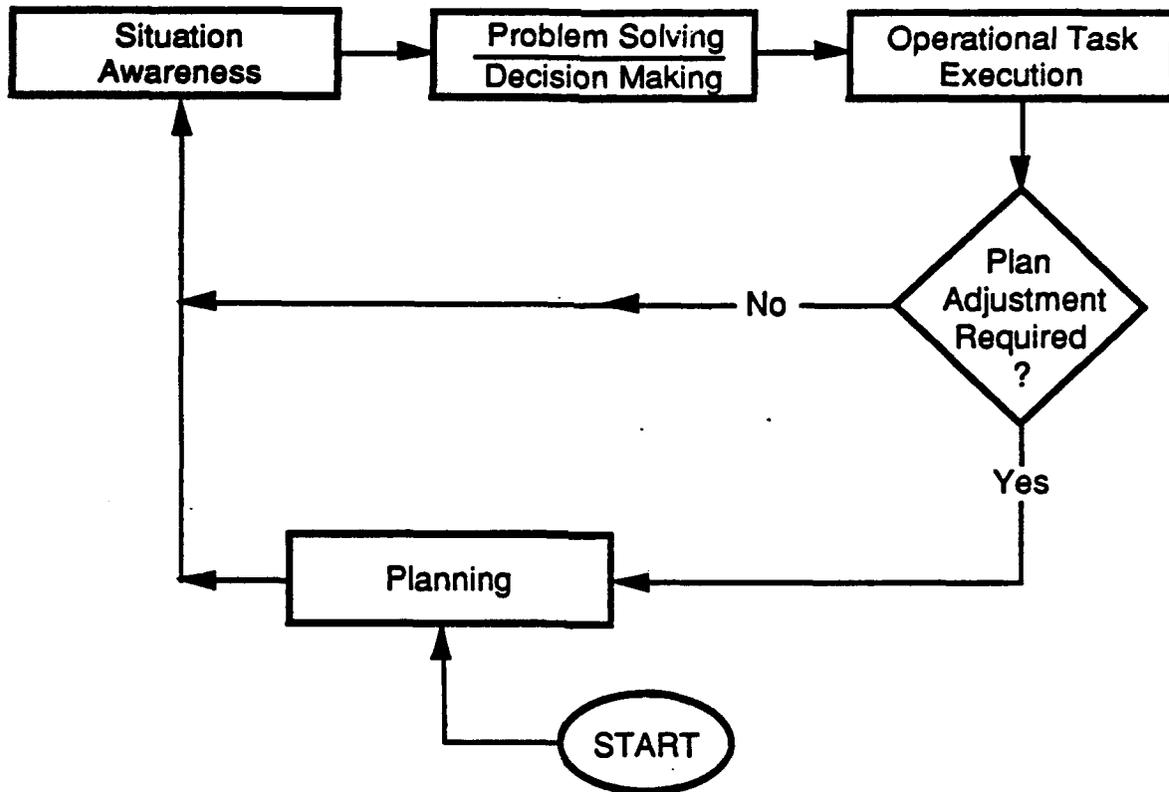 Situation
Awareness
Problem Solving
Decision Making
Operational Task
Execution
Plan
Adjustment
Required
?
No
Yes
Planning
START